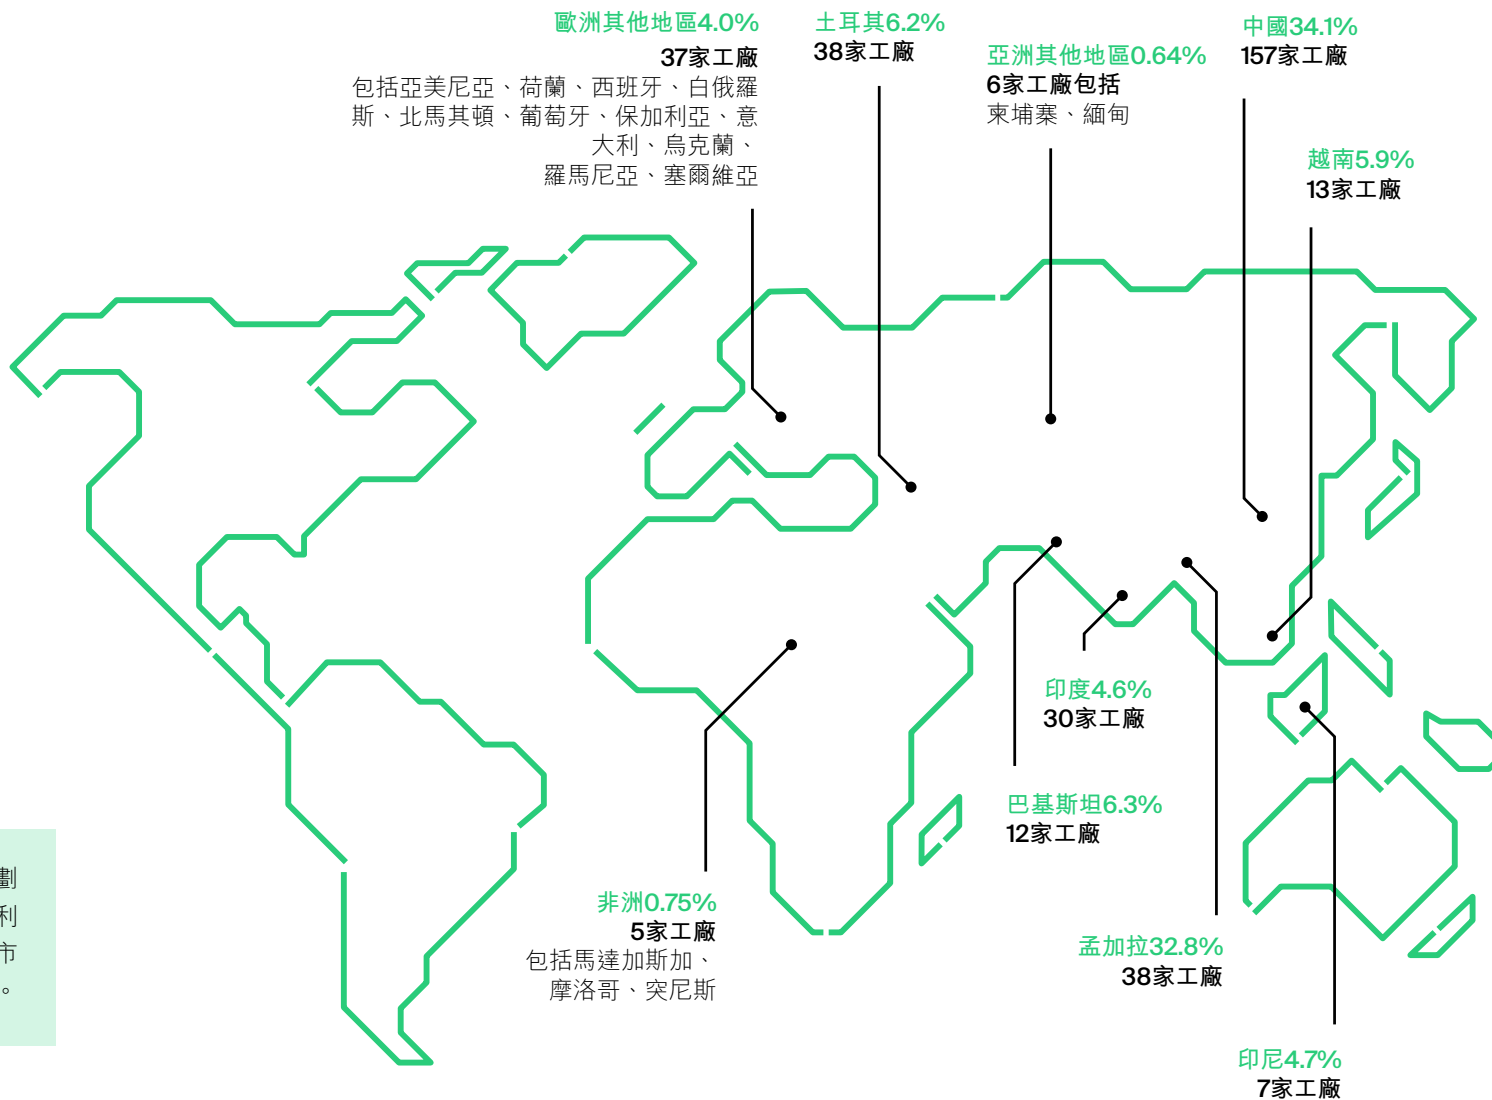 歐洲其他地區4.0%
37家工廠
包括亞美尼亞、荷蘭、西班牙、白俄羅
斯、北馬其頓、葡萄牙、保加利亞、意
大利、烏克蘭、
羅馬尼亞、塞爾維亞
土耳其6.2%
38家工廠
亞洲其他地區0.64%
6家工廠包括
柬埔寨、緬甸
中國34.1%
157家工廠
越南5.9%
13家工廠
印度4.6%
30家工廠
巴基斯坦6.3%
12家工廠
非洲0.75%
5家工廠
包括馬達加斯加、
摩洛哥、突尼斯
孟加拉32.8%
38家工廠
印尼4.7%
7家工廠
劃
利
市
。